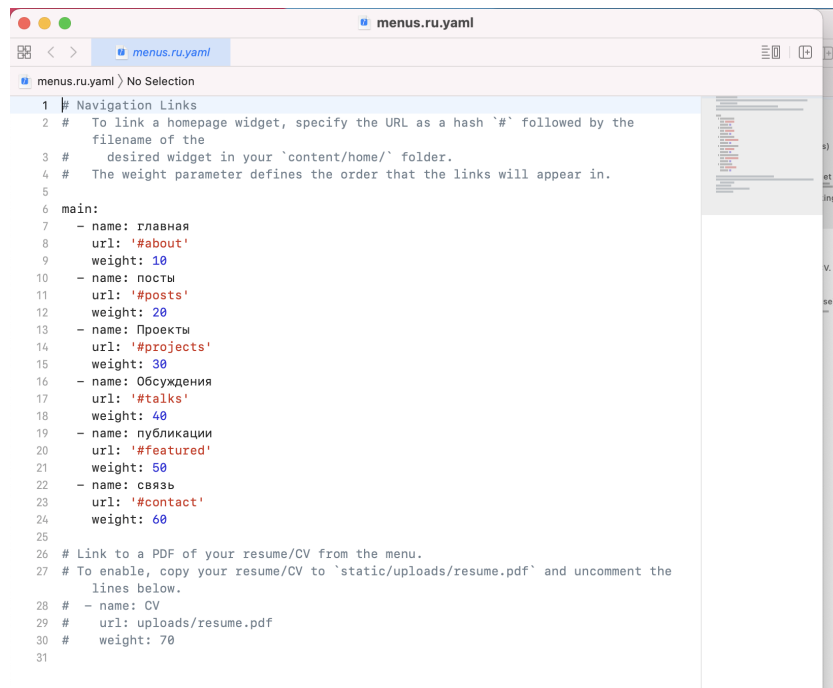 menus.ru.yaml
menus.ru.yaml
menus.ru.yaml 〉 No Selection
1 # Navigation Links
2 #   To link a homepage widget, specify the URL as a hash `#` followed by the
filename of the
3 #     desired widget in your `content/home/` folder.
4 #   The weight parameter defines the order that the links will appear in.
5
6 main:
7   - name: главная
8     url: '#about'
9     weight: 10
10   - name: посты
11     url: '#posts'
12     weight: 20
13   - name: Проекты
14     url: '#projects'
15     weight: 30
16   - name: Обсуждения
17     url: '#talks'
18     weight: 40
19   - name: публикации
20     url: '#featured'
21     weight: 50
22   - name: связь
23     url: '#contact'
24     weight: 60
25
26 # Link to a PDF of your resume/CV from the menu.
27 # To enable, copy your resume/CV to `static/uploads/resume.pdf` and uncomment the
lines below.
28 #  - name: CV
29 #    url: uploads/resume.pdf
30 #    weight: 70
31